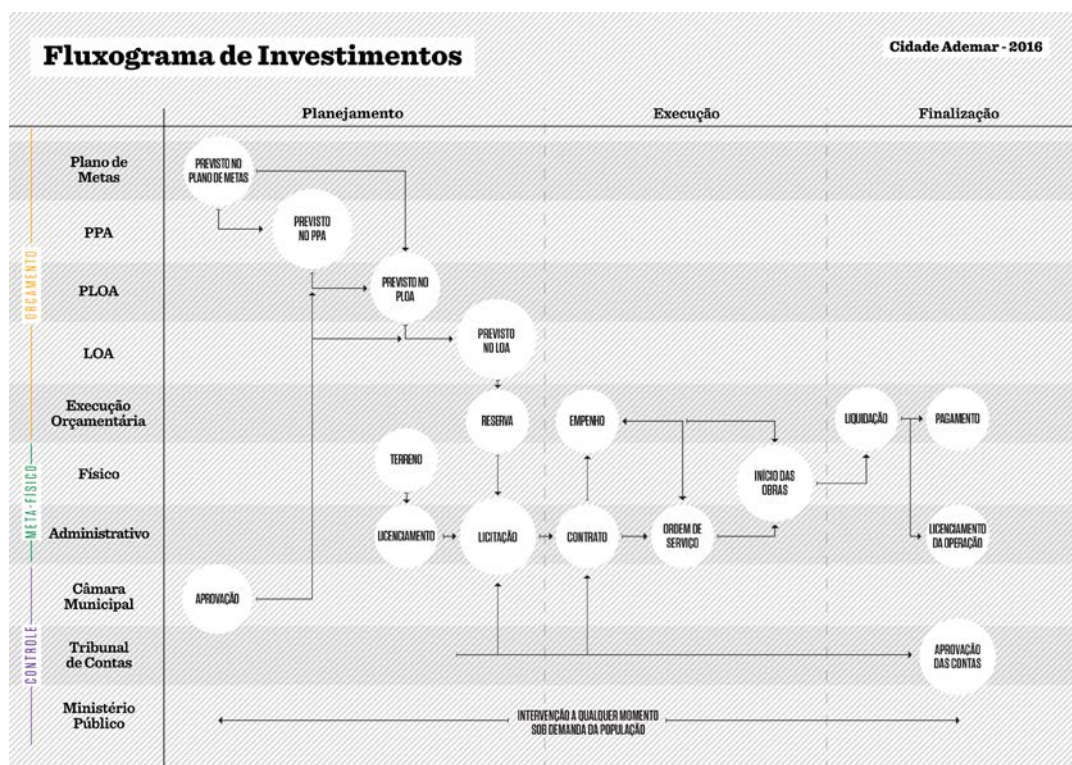 Fluxograma de Investimentos
Cidade Ademar - 2016
Planejamento
Execução
Finalização
ORÇAMENTO
META-FÍSICO
CONTROLE
Plano de
Metas
PREVISTO NO
PLANO DE METAS
PPA
PREVISTO
NO PPA
PLOA
PREVISTO NO
PLOA
LOA
PREVISTO
NO LOA
Execução
Orçamentária
RESERVA
EMPENHO
LIQUIDAÇÃO
PAGAMENTO
Físico
TERRENO
INÍCIO DAS
OBRAS
Administrativo
LICENCIAMENTO
LICITAÇÃO
CONTRATO
ORDEM DE
SERVIÇO
LICENCIAMENTO
DA OPERAÇÃO
Câmara
Municipal
APROVAÇÃO
Tribunal
de Contas
APROVAÇÃO
DAS CONTAS
Ministério
Público
INTERVENÇÃO A QUALQUER MOMENTO
SOB DEMANDA DA POPULAÇÃO